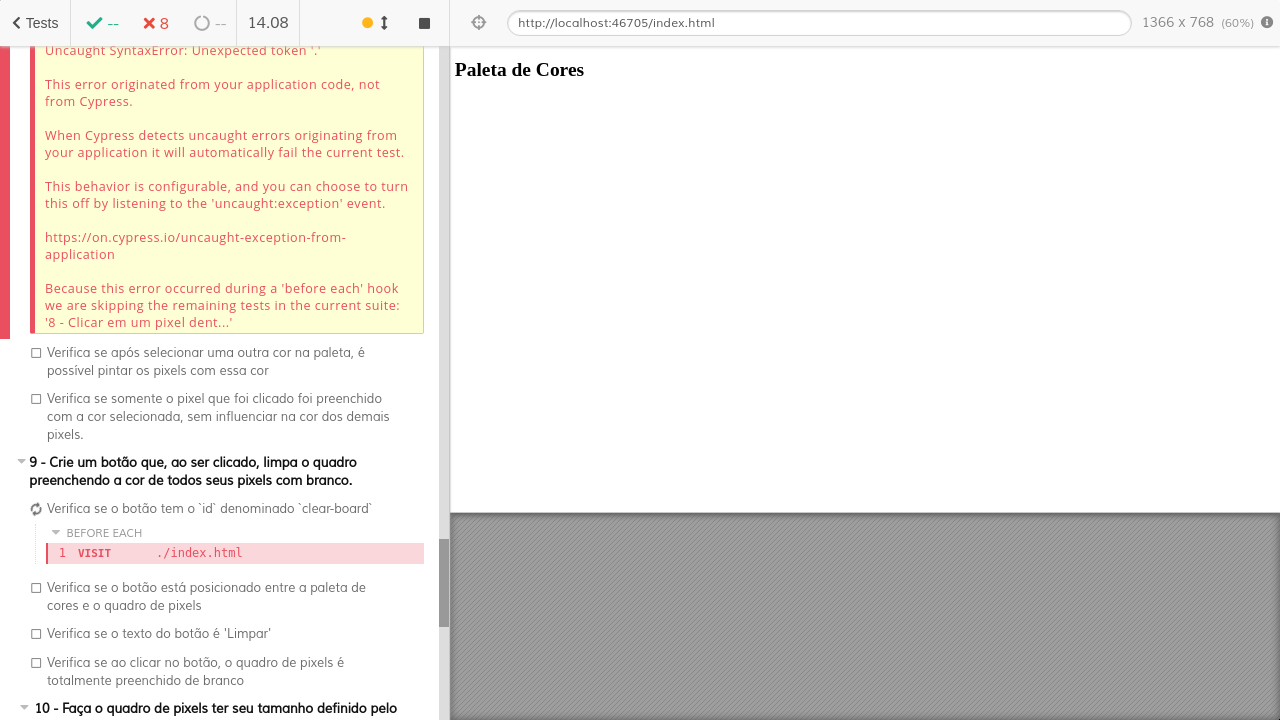 Tests
--
8
--
14.08
http://localhost:46705/index.html
1366 x 768 (60%)
Uncaught SyntaxError: Unexpected token '.'
This error originated from your application code, not
from Cypress.
When Cypress detects uncaught errors originating from
your application it will automatically fail the current test.
This behavior is configurable, and you can choose to turn
this off by listening to the 'uncaught:exception' event.
https://on.cypress.io/uncaught-exception-from-
application
Because this error occurred during a 'before each' hook
we are skipping the remaining tests in the current suite:
'8 - Clicar em um pixel dent...'
Verifica se após selecionar uma outra cor na paleta, é
possível pintar os pixels com essa cor
Verifica se somente o pixel que foi clicado foi preenchido
com a cor selecionada, sem influenciar na cor dos demais
pixels.
9 - Crie um botão que, ao ser clicado, limpa o quadro
preenchendo a cor de todos seus pixels com branco.
Verifica se o botão tem o `id` denominado `clear-board`
BEFORE EACH
1 VISIT ./index.html
Verifica se o botão está posicionado entre a paleta de
cores e o quadro de pixels
Verifica se o texto do botão é 'Limpar'
Verifica se ao clicar no botão, o quadro de pixels é
totalmente preenchido de branco
10 - Faça o quadro de pixels ter seu tamanho definido pelo
Paleta de Cores